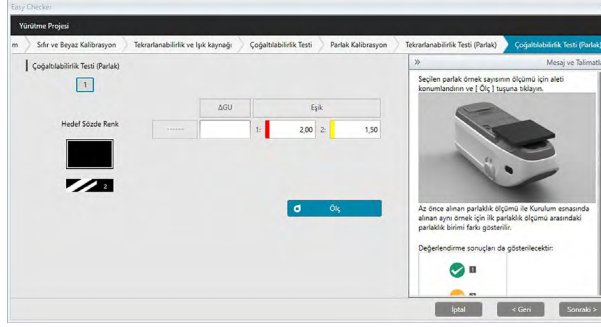 Easy Checker
Yürütme Projesi
m
Sıfır ve Beyaz Kalibrasyon
Tekrarlanabilirlik ve Işık kaynağı
Çoğaltılabilirlik Testi
Parlak Kalibrasyon
Tekrarlanabilirlik Testi (Parlak)
Çoğaltılabilirlik Testi (Parlak)
Çoğaltılabilirlik Testi (Parlak)
1
ΔGU
Eşik
Hedef Sözde Renk
------
1:
2,00
2:
1,50
2
Ölç
»
Mesaj ve Talimatla
Seçilen parlak örnek sayısının ölçümü için aleti
konumlandırın ve [ Ölç ] tuşuna tıklayın.
Az önce alınan parlaklık ölçümü ile Kurulum esnasında
alınan aynı örnek için ilk parlaklık ölçümü arasındaki
parlaklık birimi farkı gösterilir.
Değerlendirme sonuçları da gösterilecektir:
1
İptal
< Geri
Sonraki >